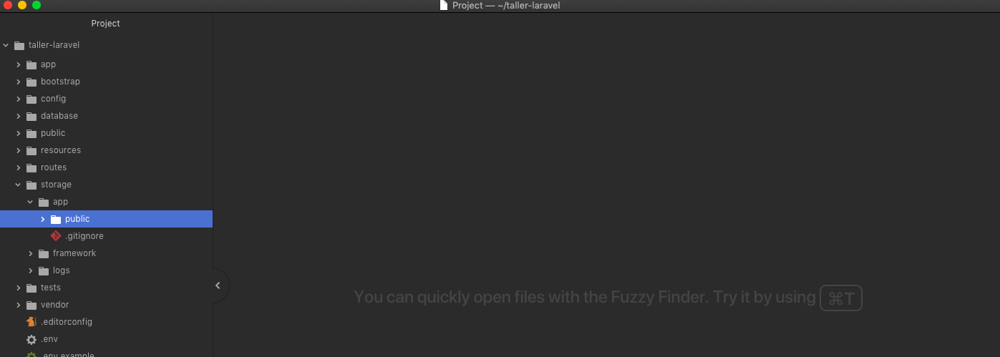 Project — ~/taller-laravel
Project
taller-laravel
app
bootstrap
config
database
public
resources
routes
storage
app
public
.gitignore
framework
logs
You can quickly open files with the Fuzzy Finder. Try it by using ⌘T
tests
vendor
.editorconfig
.env
.env.example